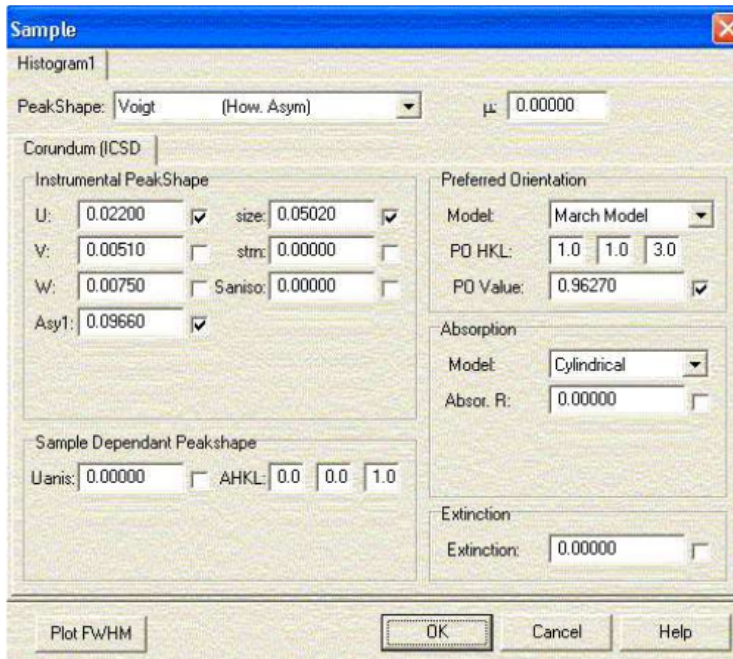 Sample
Histogram1
PeakShape: Voigt (How. Asym) μ: 0.00000
Corundum (ICSD
Instrumental PeakShape
U: 0.02200 size: 0.05020
V: 0.00510 strn: 0.00000
W: 0.00750 Saniso: 0.00000
Asy1: 0.09660
Sample Dependant Peakshape
Uanis: 0.00000 AHKL: 0.0 0.0 1.0
Preferred Orientation
Model: March Model
PO HKL: 1.0 1.0 3.0
PO Value: 0.96270
Absorption
Model: Cylindrical
Absor. R: 0.00000
Extinction
Extinction: 0.00000
Plot FWHM OK Cancel Help